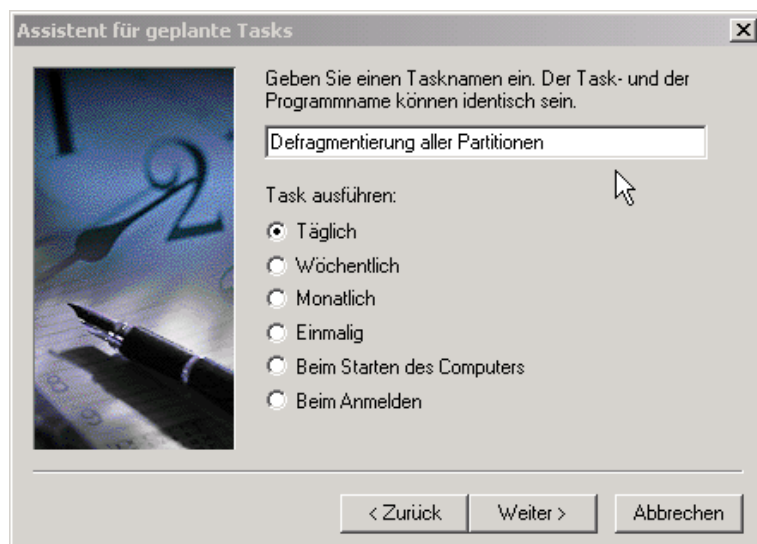 Assistent für geplante Tasks
Geben Sie einen Tasknamen ein. Der Task- und der
Programmname können identisch sein.
Defragmentierung aller Partitionen
Task ausführen:
Täglich
Wöchentlich
Monatlich
Einmalig
Beim Starten des Computers
Beim Anmelden
< Zurück
Weiter >
Abbrechen